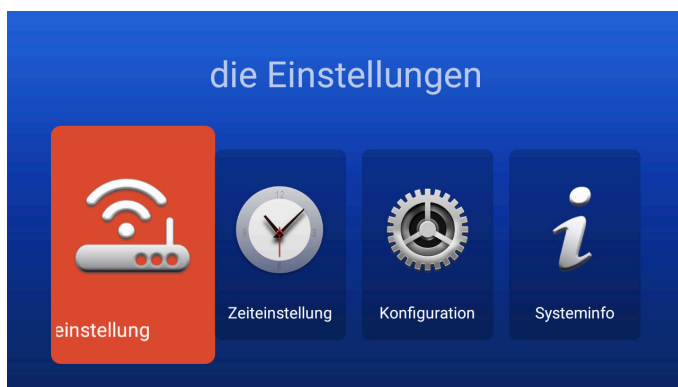 die Einstellungen
einstellung
Zeiteinstellung
Konfiguration
Systeminfo